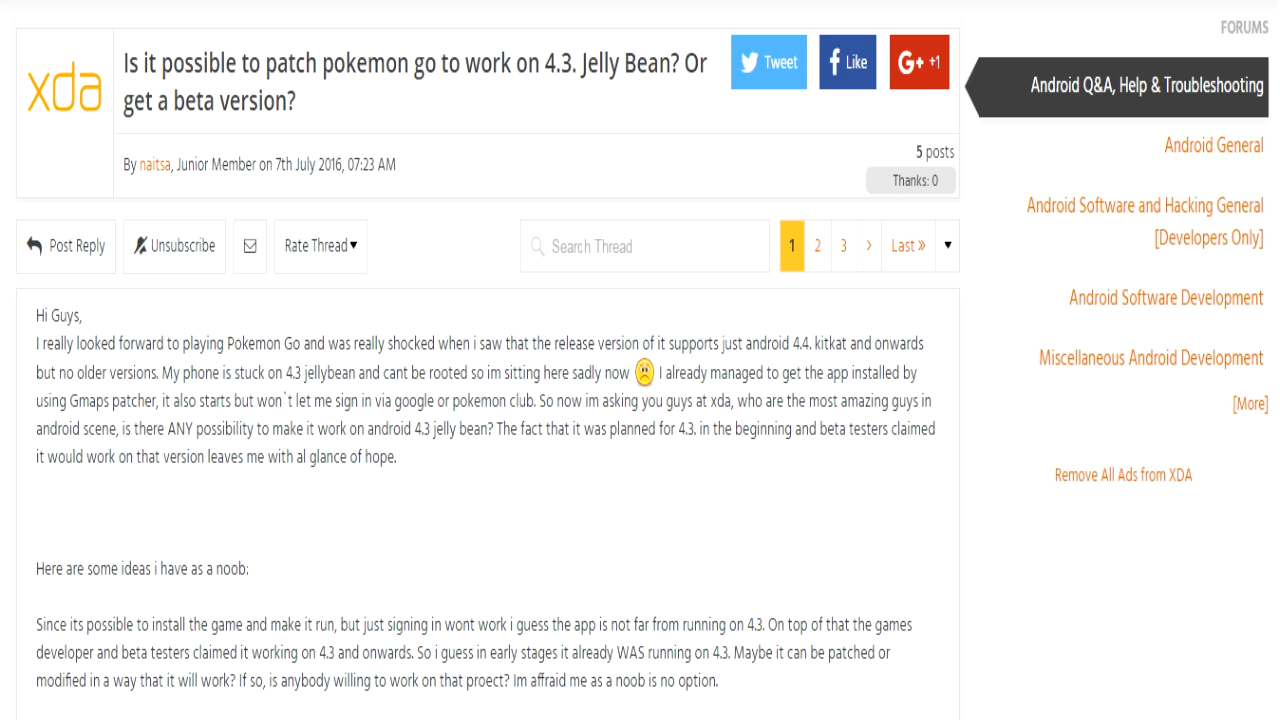 FORUMS
xda
Is it possible to patch pokemon go to work on 4.3. Jelly Bean? Or
get a beta version?
Tweet
Like
G+ +1
Android Q&A, Help & Troubleshooting
By naitsa, Junior Member on 7th July 2016, 07:23 AM
5 posts
Thanks: 0
Android General
Android Software and Hacking General
[Developers Only]
Android Software Development
Miscellaneous Android Development
[More]
Remove All Ads from XDA
Post Reply
Unsubscribe
Rate Thread
Search Thread
1 2 3 > Last »
Hi Guys,
I really looked forward to playing Pokemon Go and was really shocked when i saw that the release version of it supports just android 4.4. kitkat and onwards
but no older versions. My phone is stuck on 4.3 jellybean and cant be rooted so im sitting here sadly now I already managed to get the app installed by
using Gmaps patcher, it also starts but won`t let me sign in via google or pokemon club. So now im asking you guys at xda, who are the most amazing guys in
android scene, is there ANY possibility to make it work on android 4.3 jelly bean? The fact that it was planned for 4.3. in the beginning and beta testers claimed
it would work on that version leaves me with al glance of hope.
Here are some ideas i have as a noob:
Since its possible to install the game and make it run, but just signing in wont work i guess the app is not far from running on 4.3. On top of that the games
developer and beta testers claimed it working on 4.3 and onwards. So i guess in early stages it already WAS running on 4.3. Maybe it can be patched or
modified in a way that it will work? If so, is anybody willing to work on that proect? Im affraid me as a noob is no option.